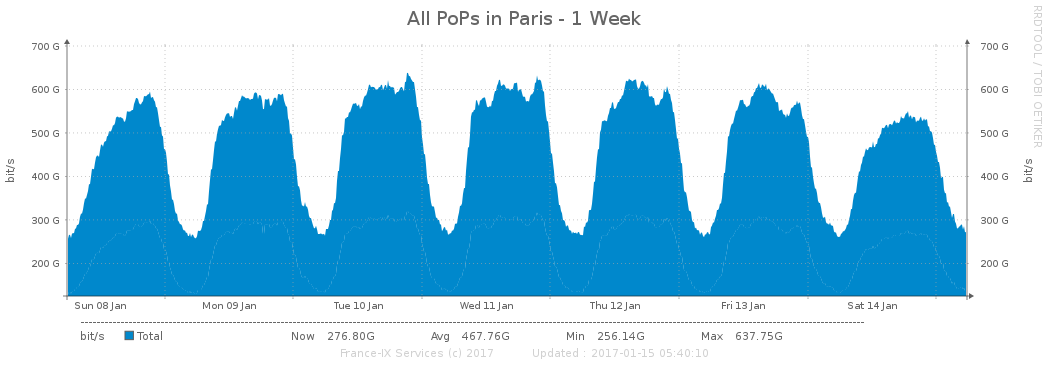 All PoPs in Paris - 1 Week
RRDTOOL / TOBI OETIKER
700 G 700 G
600 G 600 G
500 G 500 G
400 G 400 G
300 G 300 G
200 G 200 G
bit/s bit/s
Sun 08 Jan Mon 09 Jan Tue 10 Jan Wed 11 Jan Thu 12 Jan Fri 13 Jan Sat 14 Jan
bit/s Total Now 276.80G Avg 467.76G Min 256.14G Max 637.75G
France-IX Services (c) 2017 Updated : 2017-01-15 05:40:10